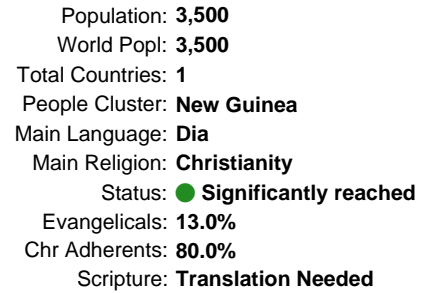 Population: 3,500
World Popl: 3,500
Total Countries: 1
People Cluster: New Guinea
Main Language: Dia
Main Religion: Christianity
Status: Significantly reached
Evangelicals: 13.0%
Chr Adherents: 80.0%
Scripture: Translation Needed